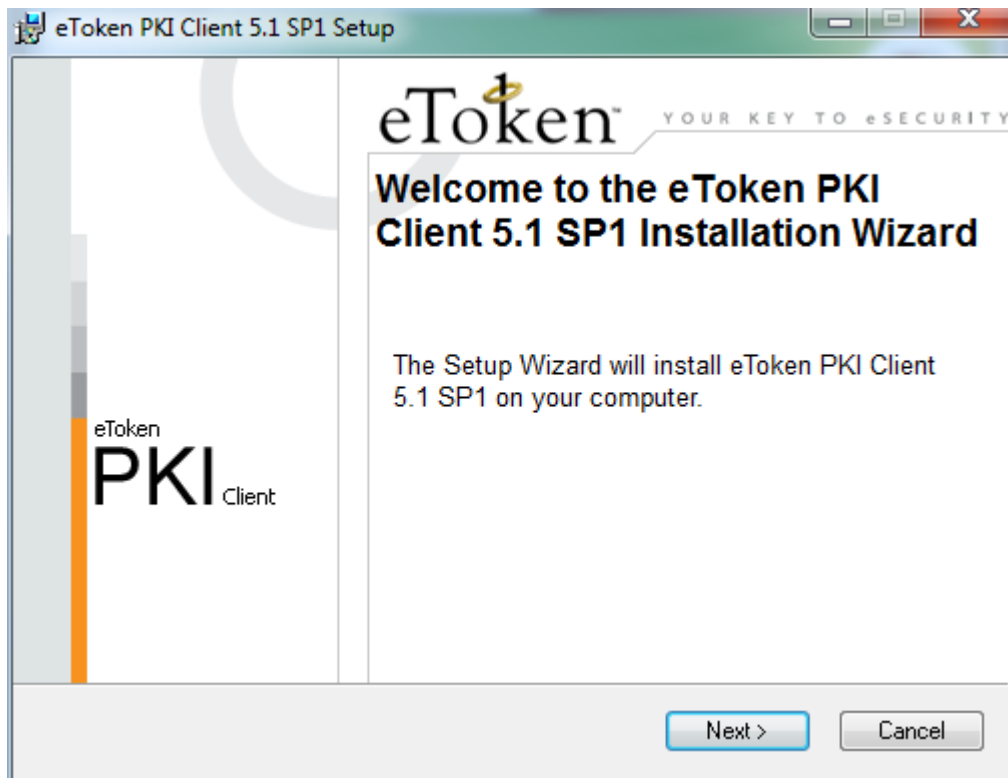 eToken PKI Client 5.1 SP1 Setup
eToken™ YOUR KEY TO eSECURITY
Welcome to the eToken PKI
Client 5.1 SP1 Installation Wizard
The Setup Wizard will install eToken PKI Client
5.1 SP1 on your computer.
eToken
PKI Client
Next >
Cancel